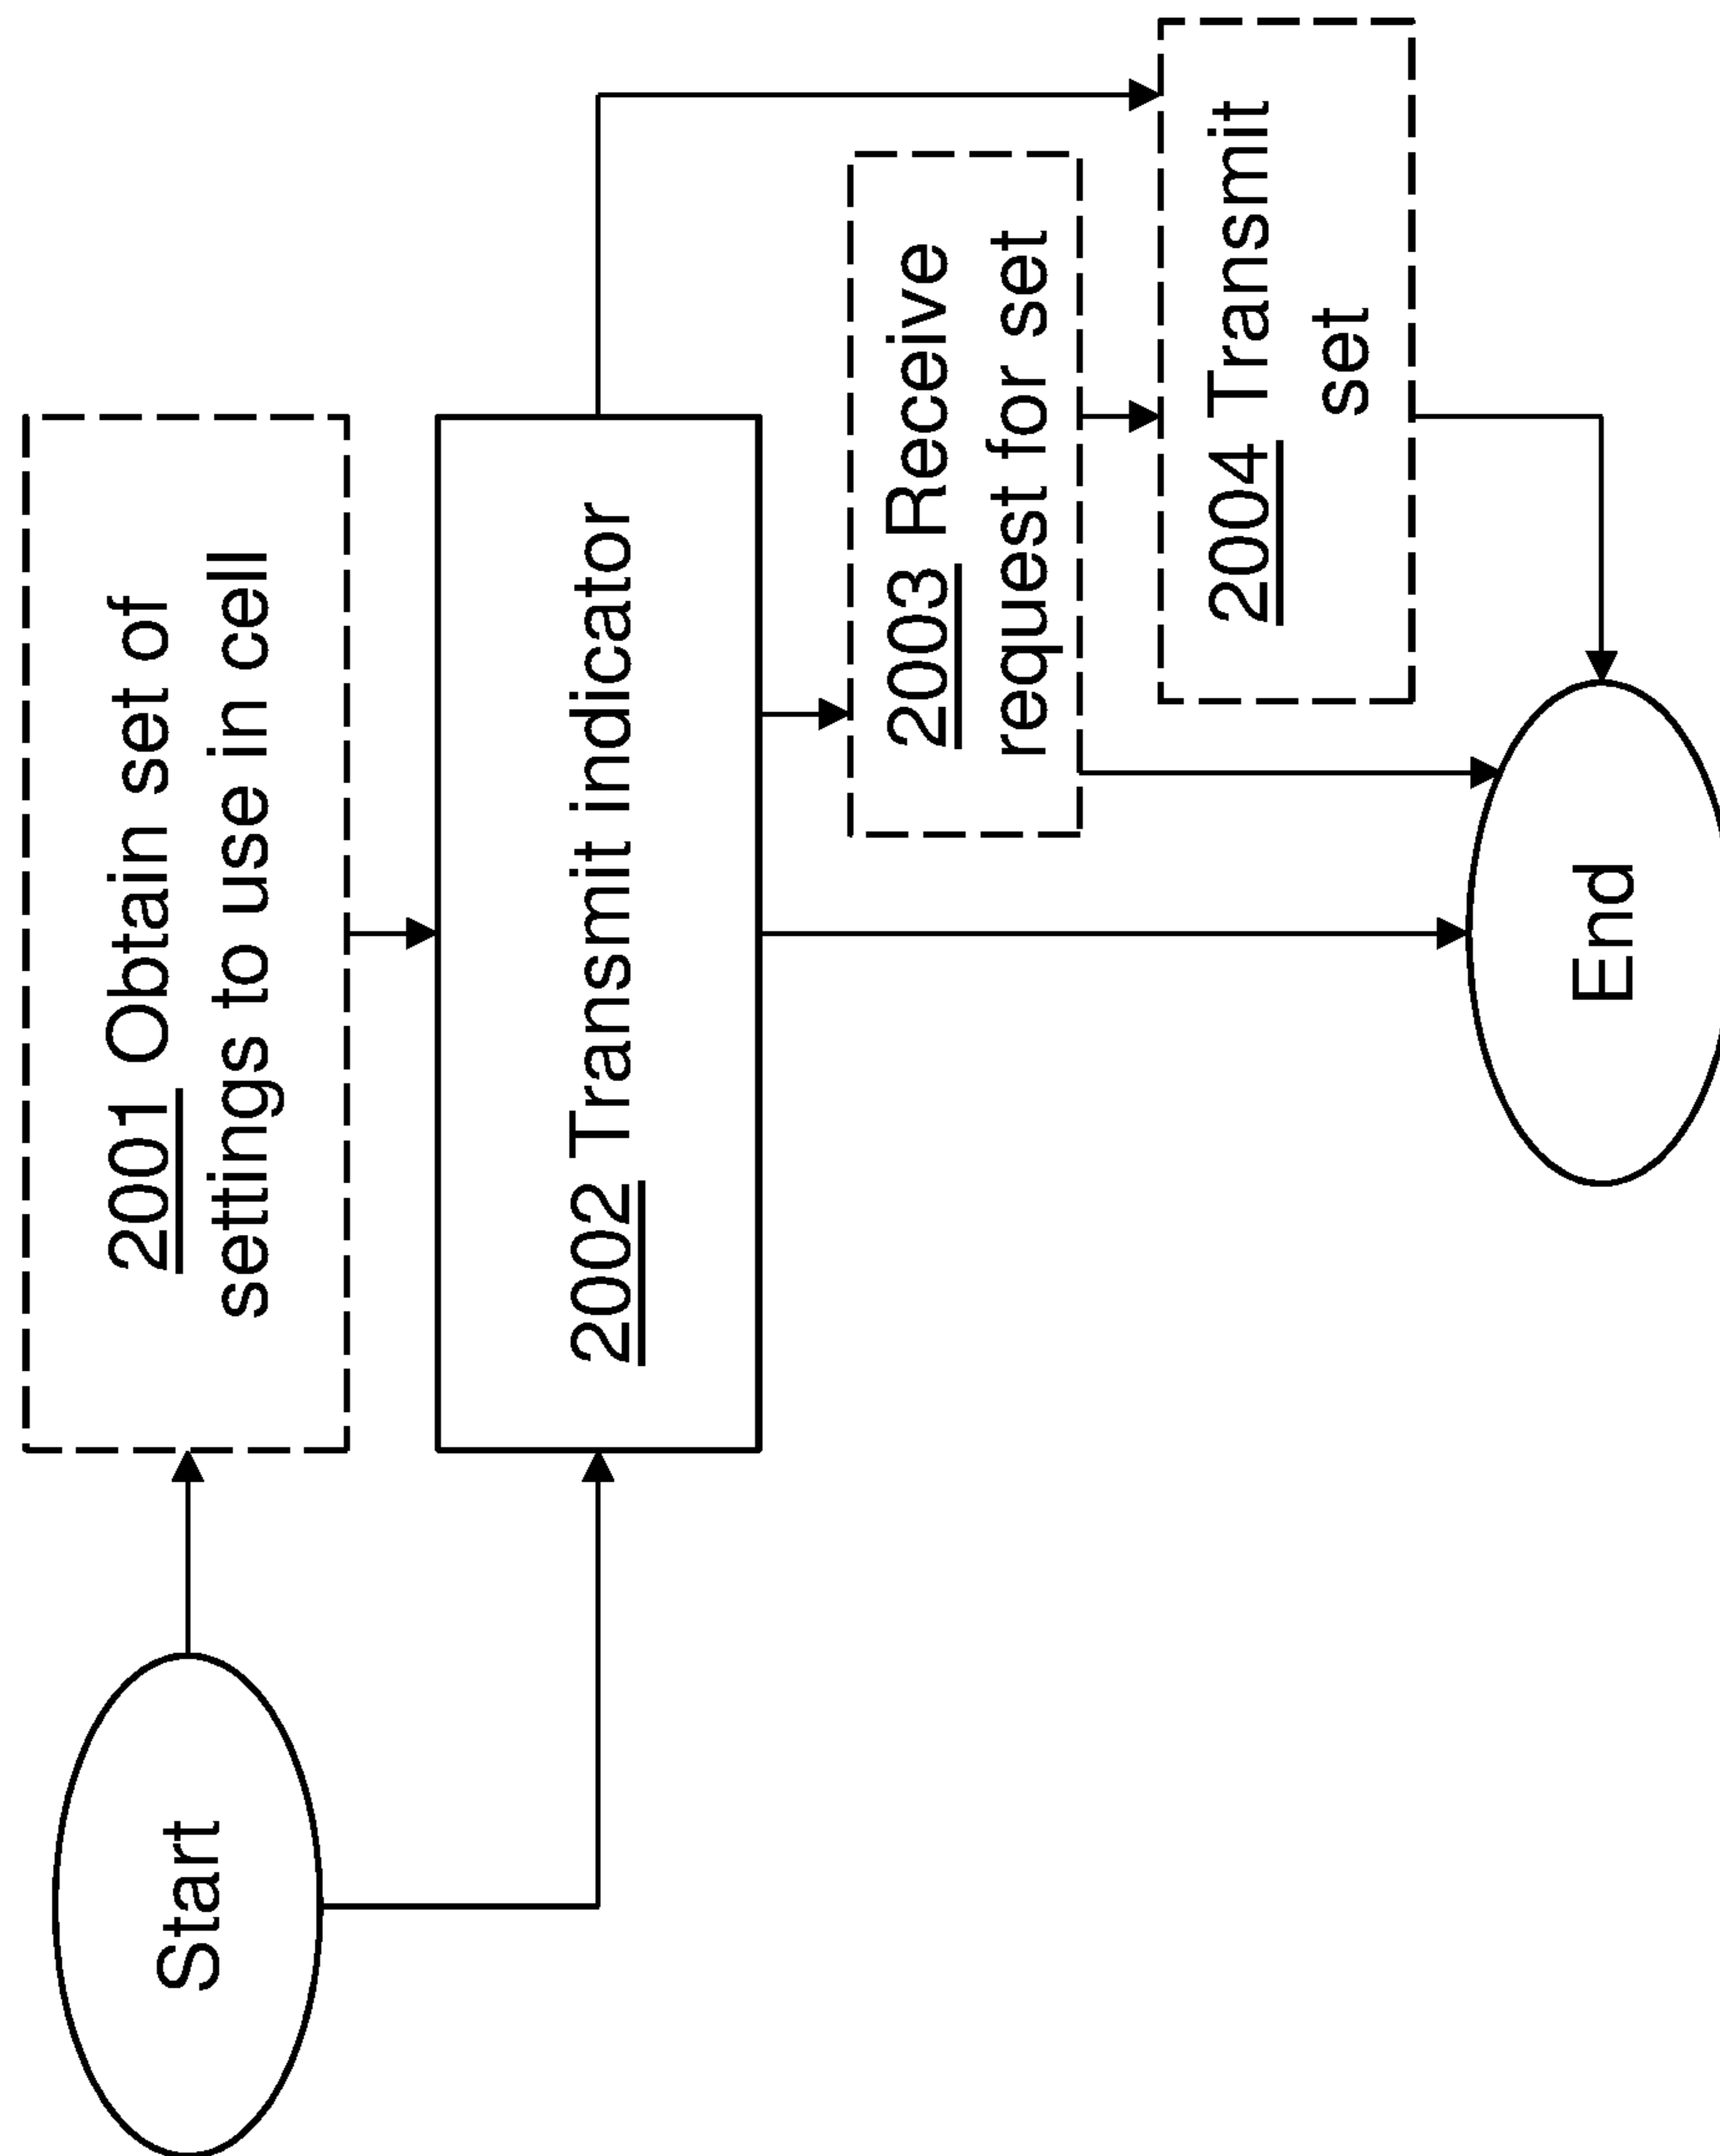 Start
2001 Obtain set of
settings to use in cell
2002 Transmit indicator
2003 Receive
request for set
2004 Transmit
set
End